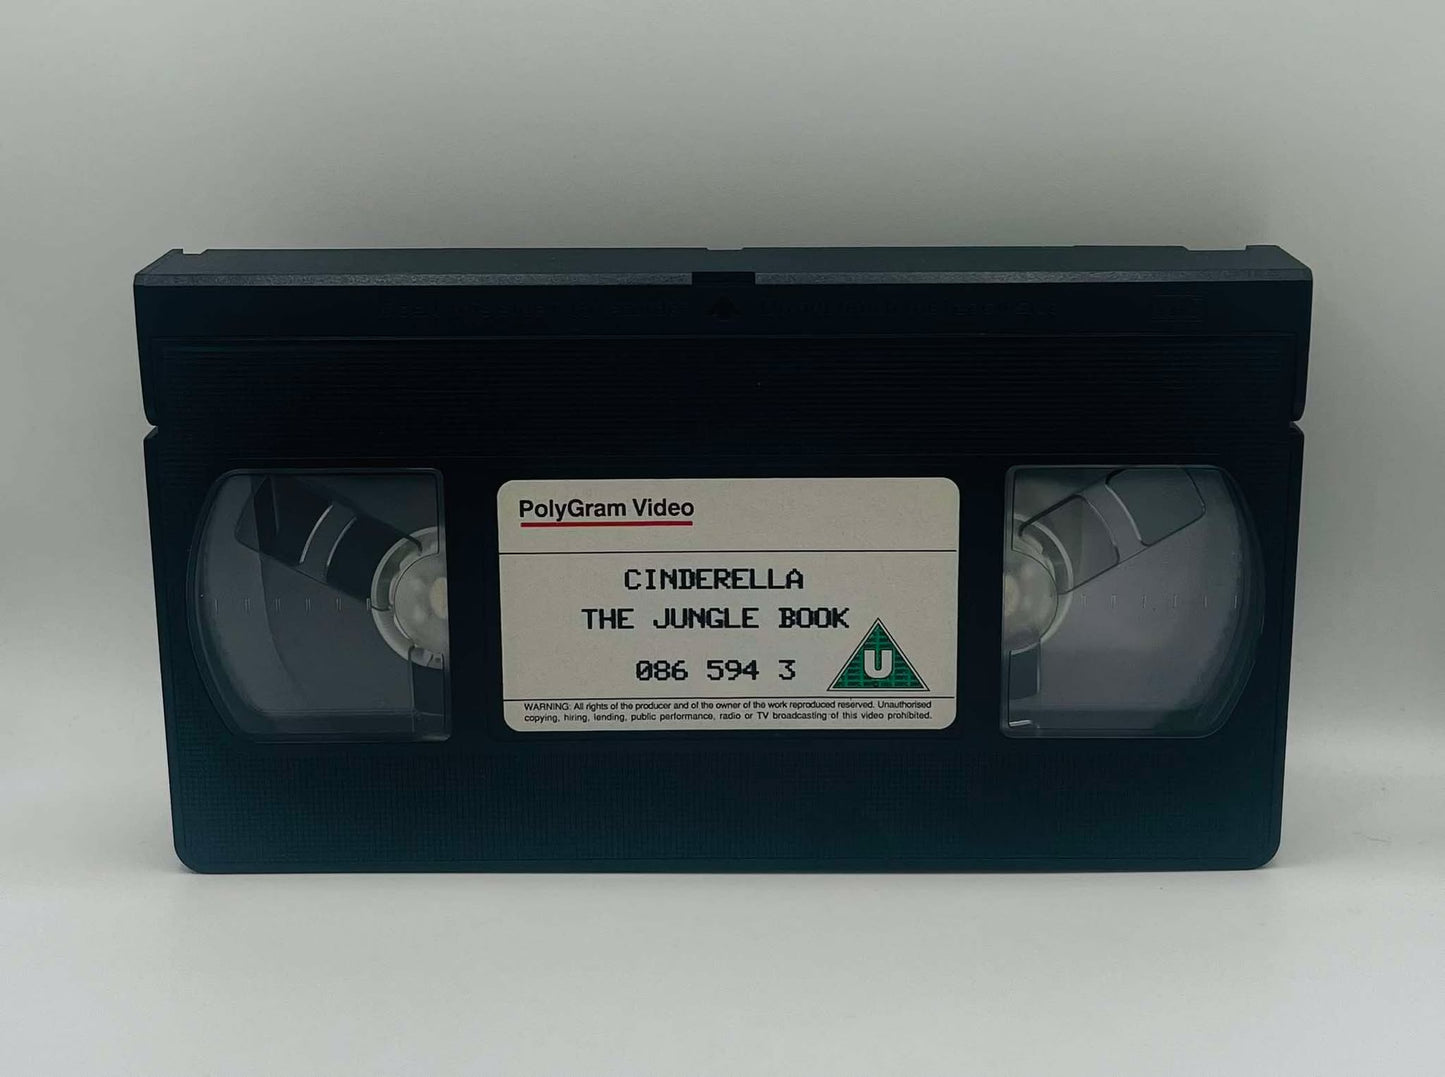 PolyGram Video
CINDERELLA
THE JUNGLE BOOK
086 594 3
U
WARNING: All rights of the producer and of the owner of the work reproduced reserved. Unauthorised
copying, hiring, lending, public performance, radio or TV broadcasting of this video prohibited.